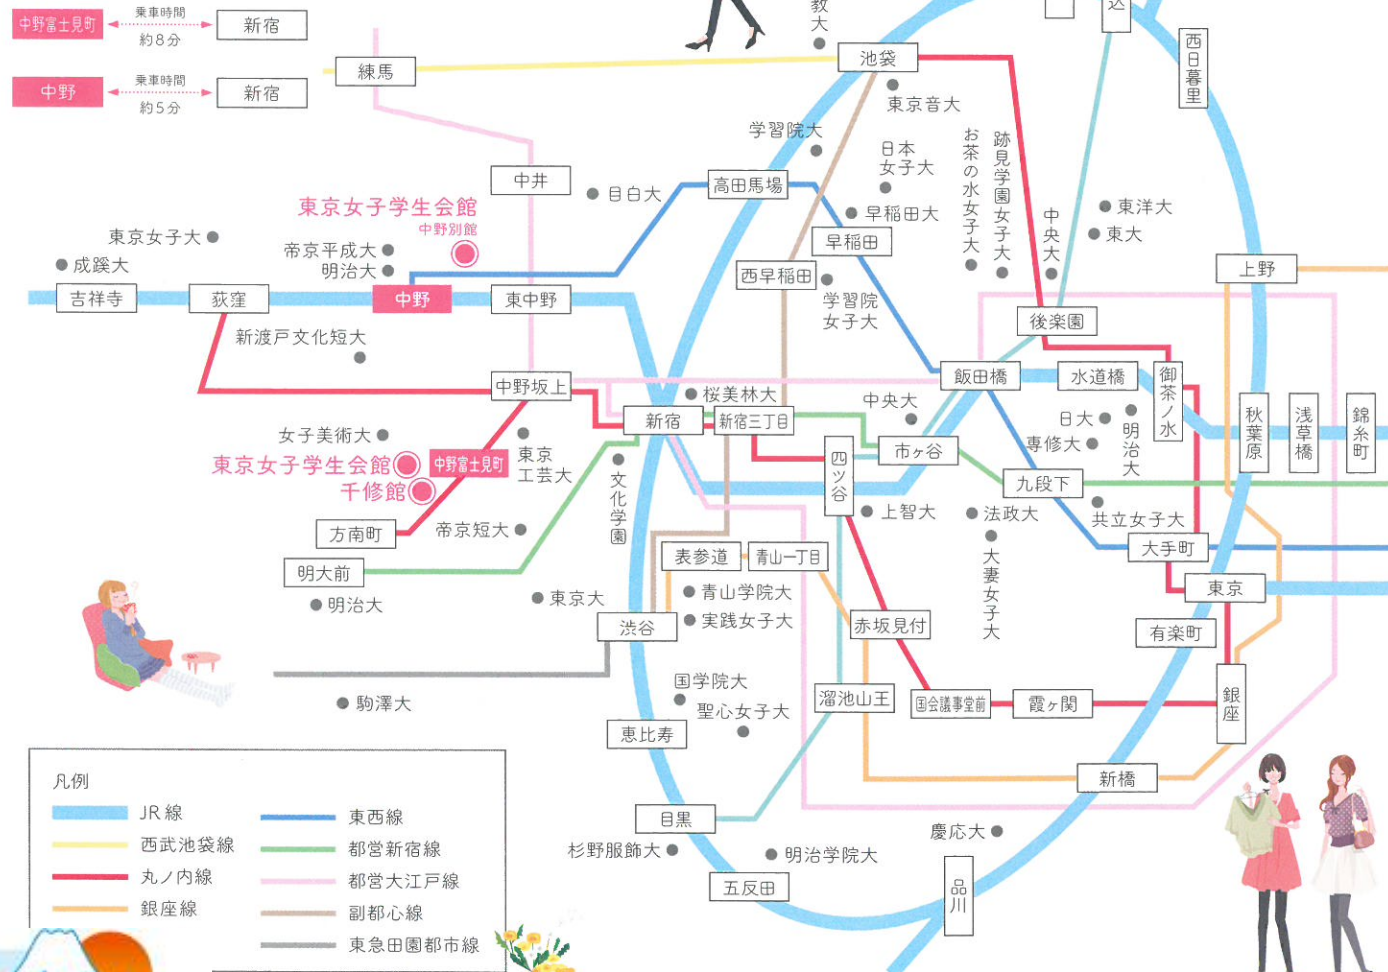 中野富士見町
乗車時間
約8分
新宿
中野
乗車時間
約5分
新宿
教大
込
西日暮里
練馬
池袋
東京音大
学習院大
日本
女子大
お茶の水女子大
跡見学園女子大
中井
目白大
高田馬場
早稲田大
早稲田
中央大
東洋大
東大
東京女子学生会館
中野別館
東京女子大
帝京平成大
明治大
成蹊大
吉祥寺
荻窪
中野
東中野
西早稲田
学習院
女子大
上野
後楽園
新渡戸文化短大
中野坂上
飯田橋
水道橋
御茶ノ水
桜美林大
新宿
新宿三丁目
中央大
日大
専修大
明治大
秋葉原
浅草橋
錦糸町
女子美術大
東京女子学生会館
千修館
中野富士見町
東京
工芸大
文化学園
四ツ谷
市ヶ谷
九段下
上智大
法政大
共立女子大
大妻女子大
方南町
帝京短大
大手町
明大前
明治大
表参道
青山一丁目
東京大
青山学院大
実践女子大
東京
渋谷
赤坂見付
有楽町
駒澤大
国学院大
聖心女子大
溜池山王
国会議事堂前
霞ヶ関
銀座
恵比寿
新橋
目黒
杉野服飾大
明治学院大
慶応大
五反田
品川
凡例
JR線
西武池袋線
丸ノ内線
銀座線
東西線
都営新宿線
都営大江戸線
副都心線
東急田園都市線